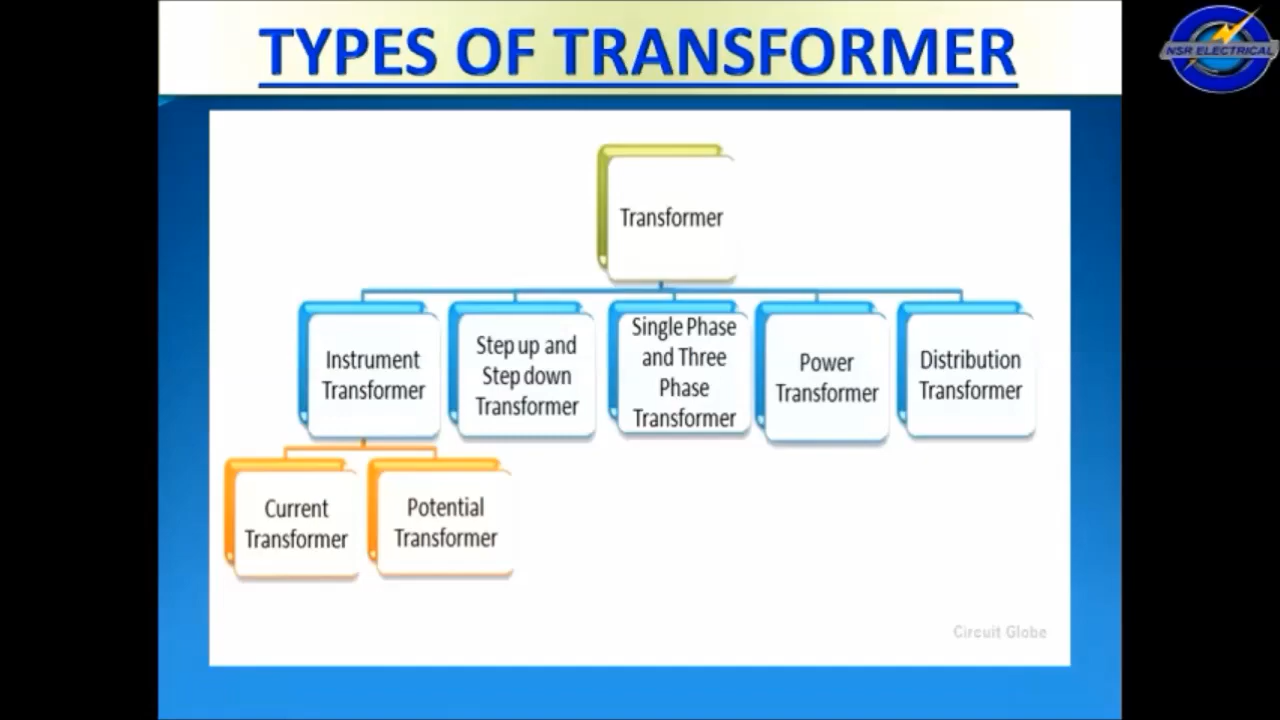 TYPES OF TRANSFORMER
NSR ELECTRICAL
Transformer
Instrument
Transformer
Step up and
Step down
Transformer
Single Phase
and Three
Phase
Transformer
Power
Transformer
Distribution
Transformer
Current
Transformer
Potential
Transformer
Circuit Globe